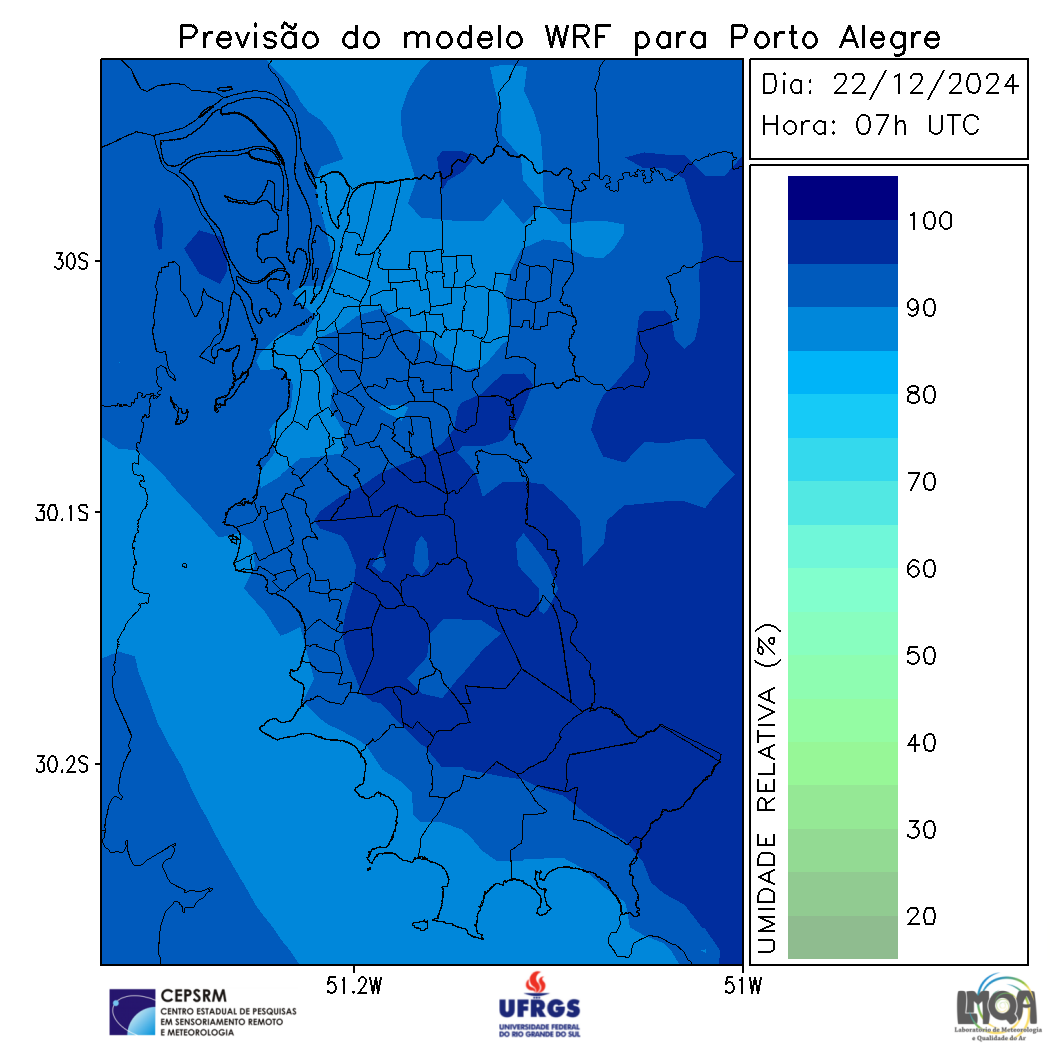 Previsão do modelo WRF para Porto Alegre
Dia: 22/12/2024
Hora: 07h UTC
30S
30.1S
30.2S
51.2W
51W
UMIDADE RELATIVA (%)
100
90
80
70
60
50
40
30
20
CEPSRM
CENTRO ESTADUAL DE PESQUISAS
EM SENSORIAMENTO REMOTO
E METEOROLOGIA
UFRGS
UNIVERSIDADE FEDERAL
DO RIO GRANDE DO SUL
LMQA
Laboratório de Meteorologia
e Qualidade do Ar